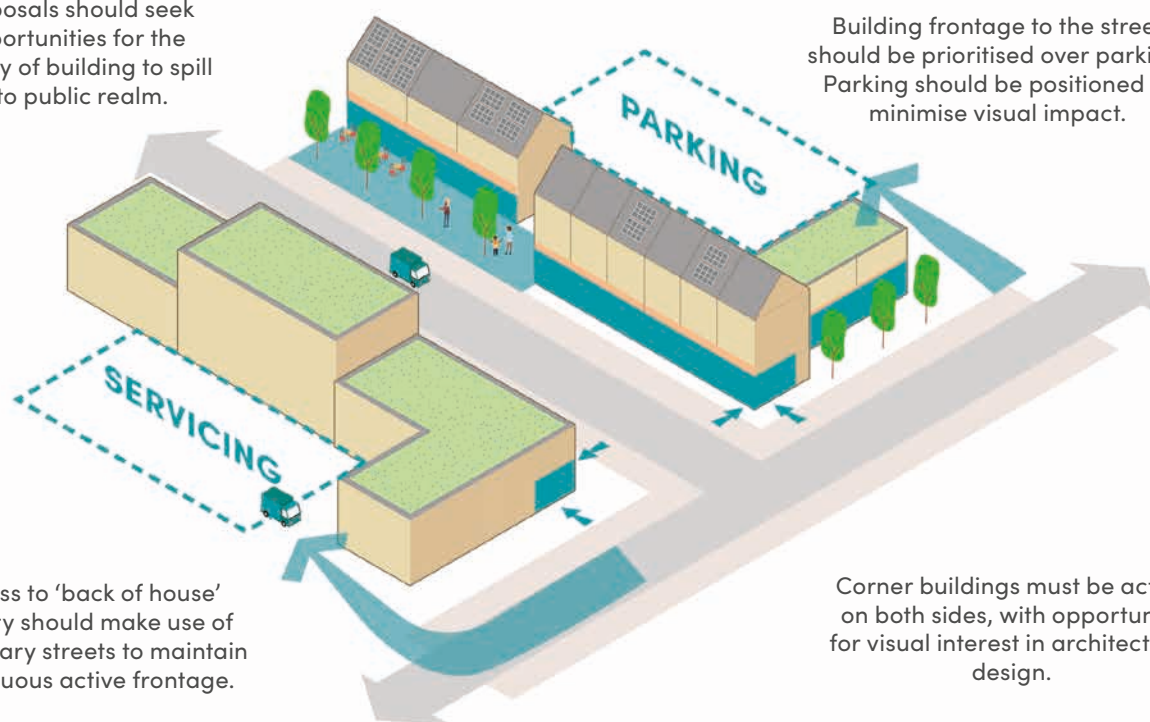 posals should seek
portunities for the
y of building to spill
to public realm.
Building frontage to the stree
should be prioritised over parki
Parking should be positioned
minimise visual impact.
PARKING
SERVICING
ss to ‘back of house’
ty should make use of
ary streets to maintain
uous active frontage.
Corner buildings must be act
on both sides, with opportun
for visual interest in architect
design.